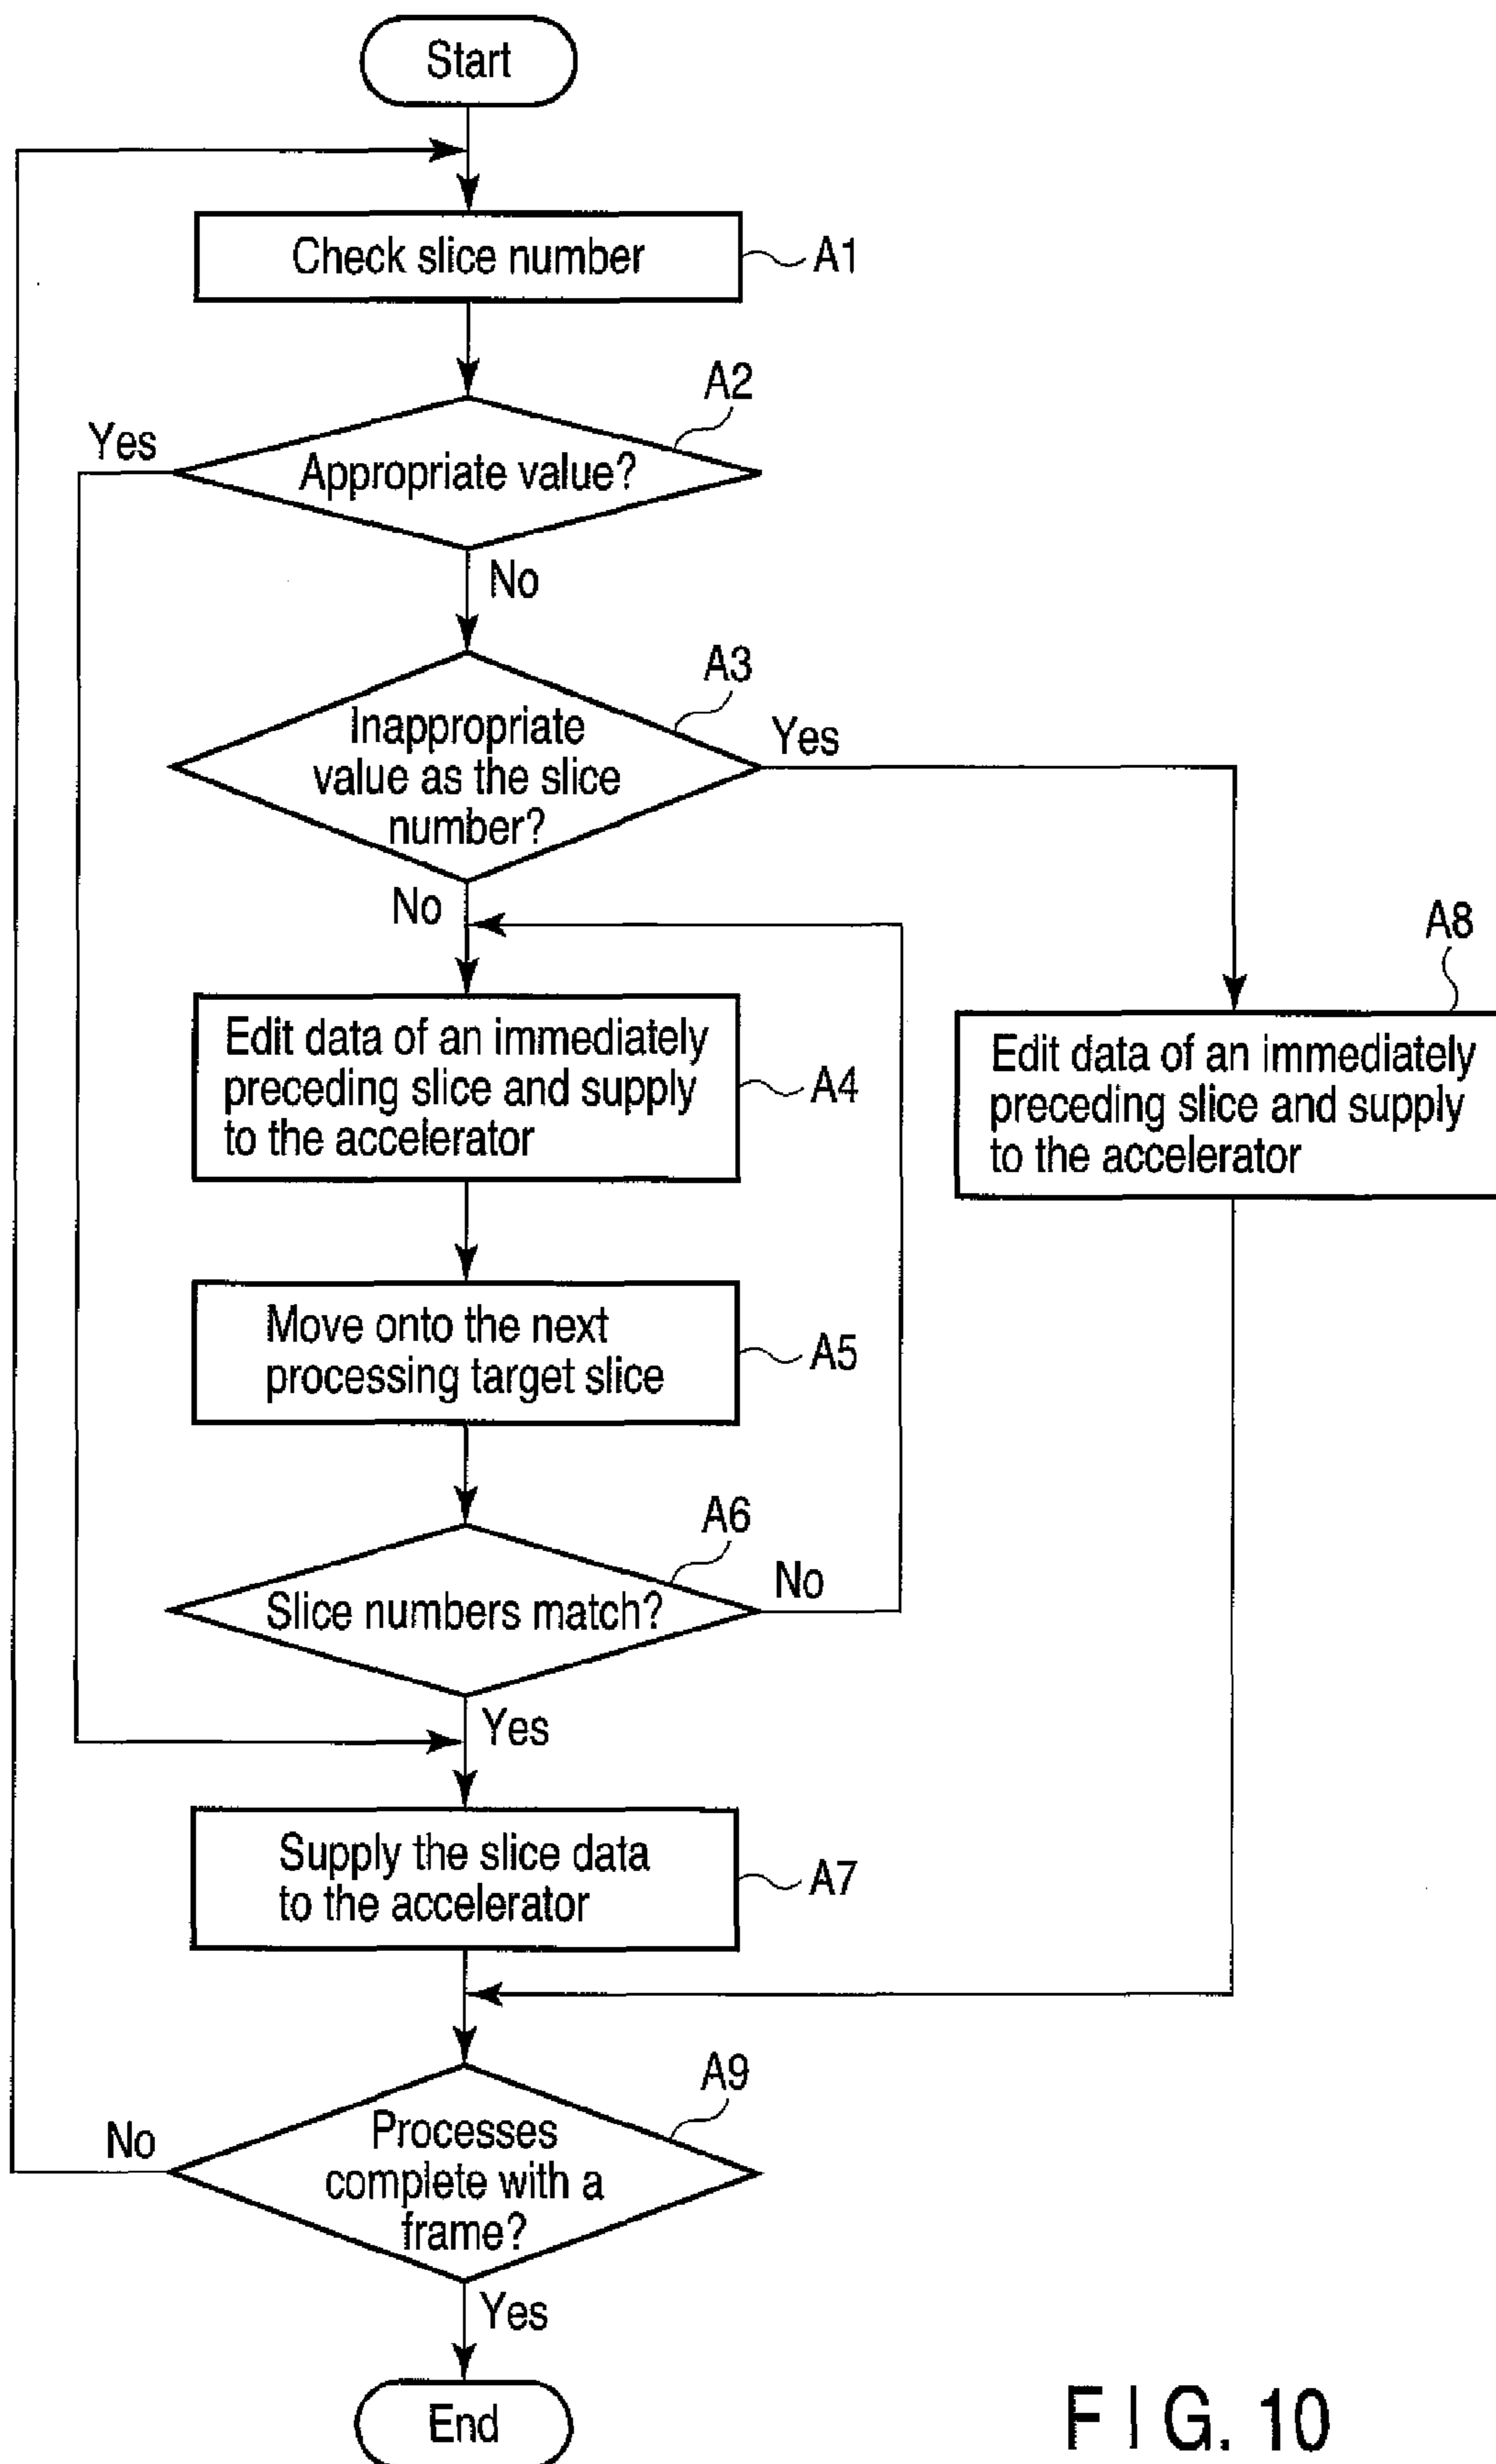 Start
Check slice number
A1
A2
Yes
Appropriate value?
No
A3
Inappropriate
value as the slice
number?
Yes
No
A8
Edit data of an immediately
preceding slice and supply
to the accelerator
A4
Edit data of an immediately
preceding slice and supply
to the accelerator
Move onto the next
processing target slice
A5
A6
Slice numbers match?
No
Yes
Supply the slice data
to the accelerator
A7
A9
No
Processes
complete with a
frame?
Yes
End
FIG. 10